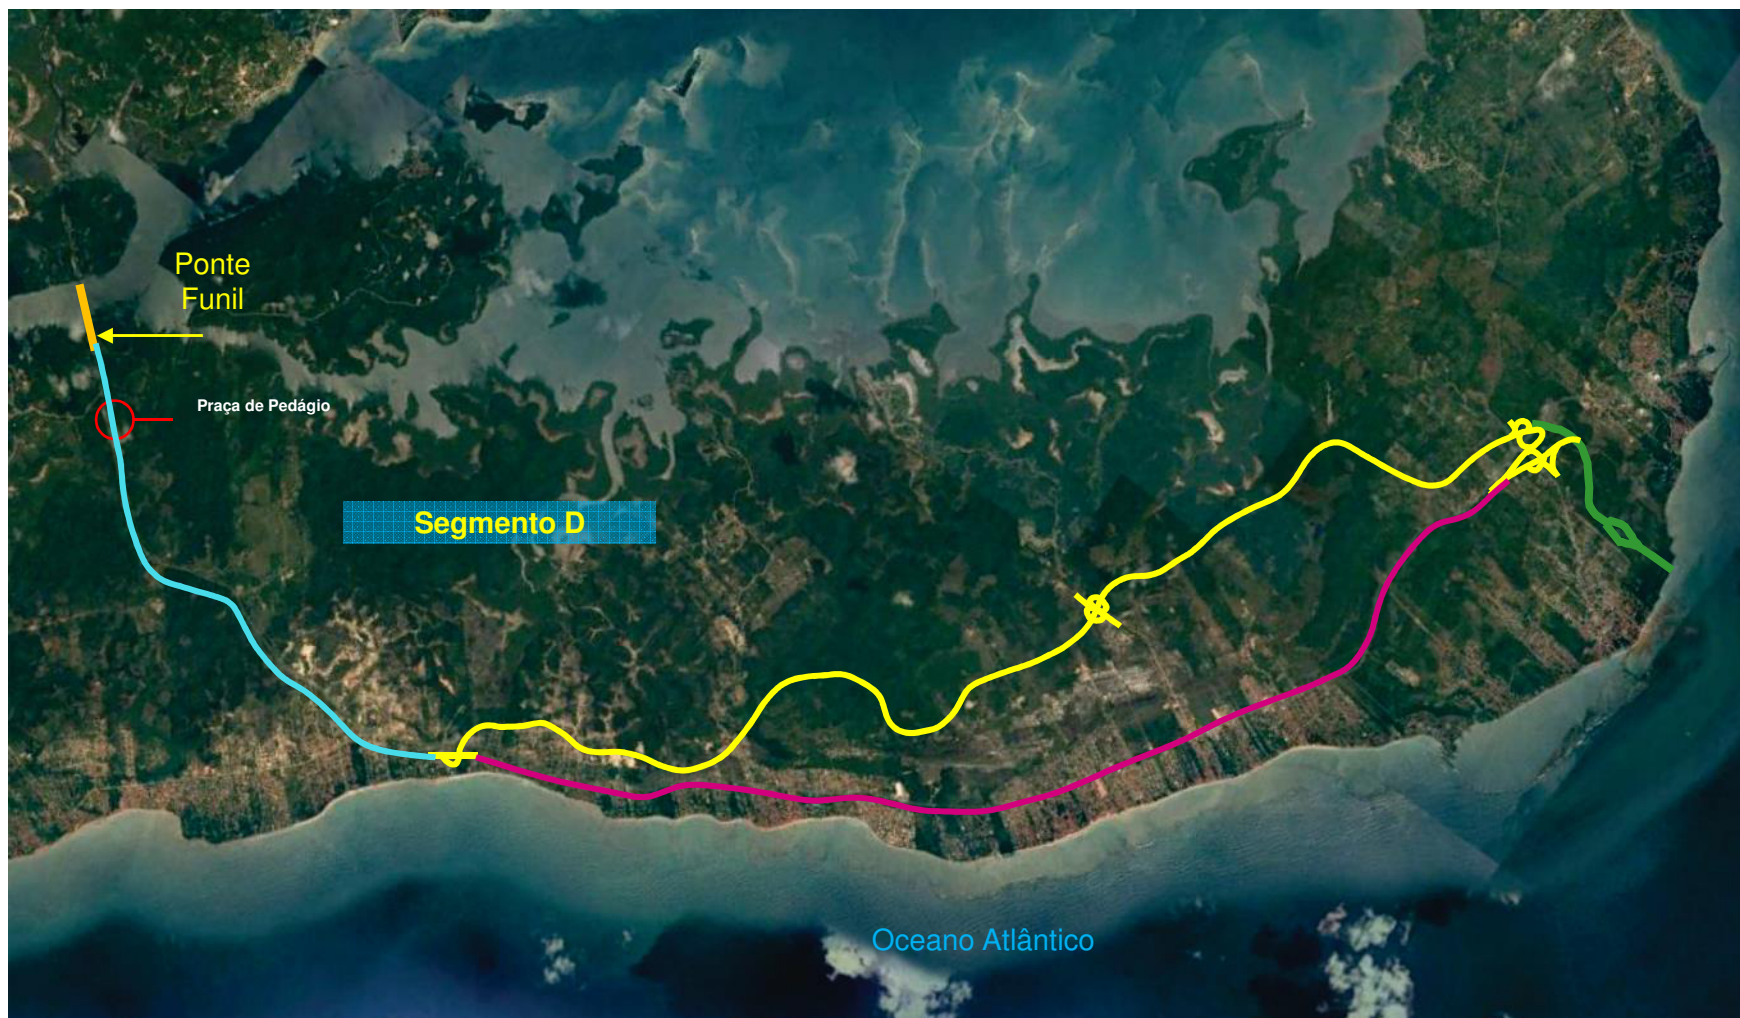 Ponte
Funil
Praça de Pedágio
Segmento D
Oceano Atlântico